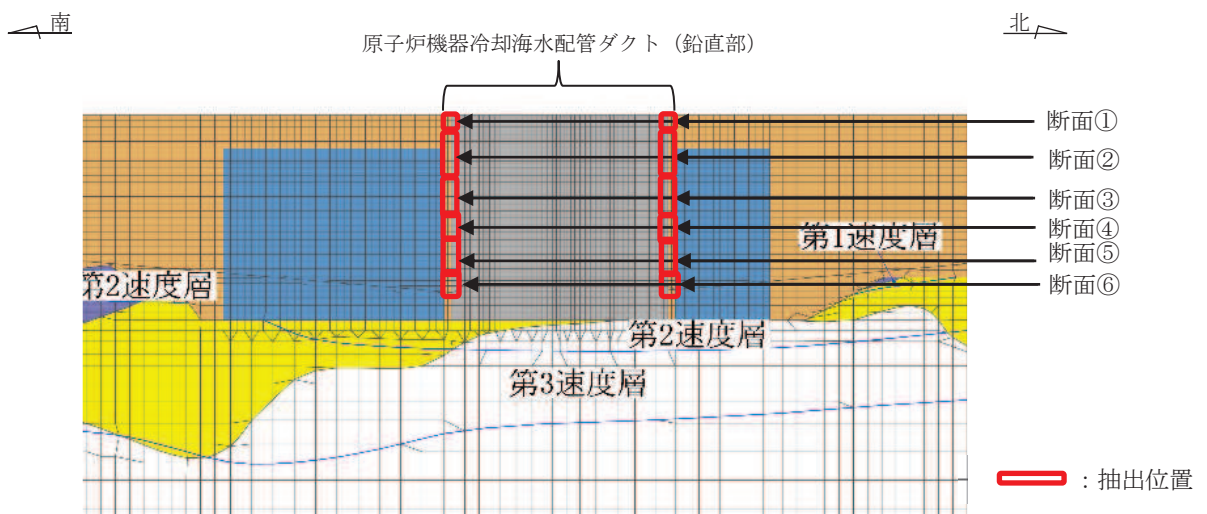 南
北
原子炉機器冷却海水配管ダクト（鉛直部）
断面①
断面②
断面③
断面④
断面⑤
断面⑥
第1速度層
第2速度層
第2速度層
第3速度層
：抽出位置